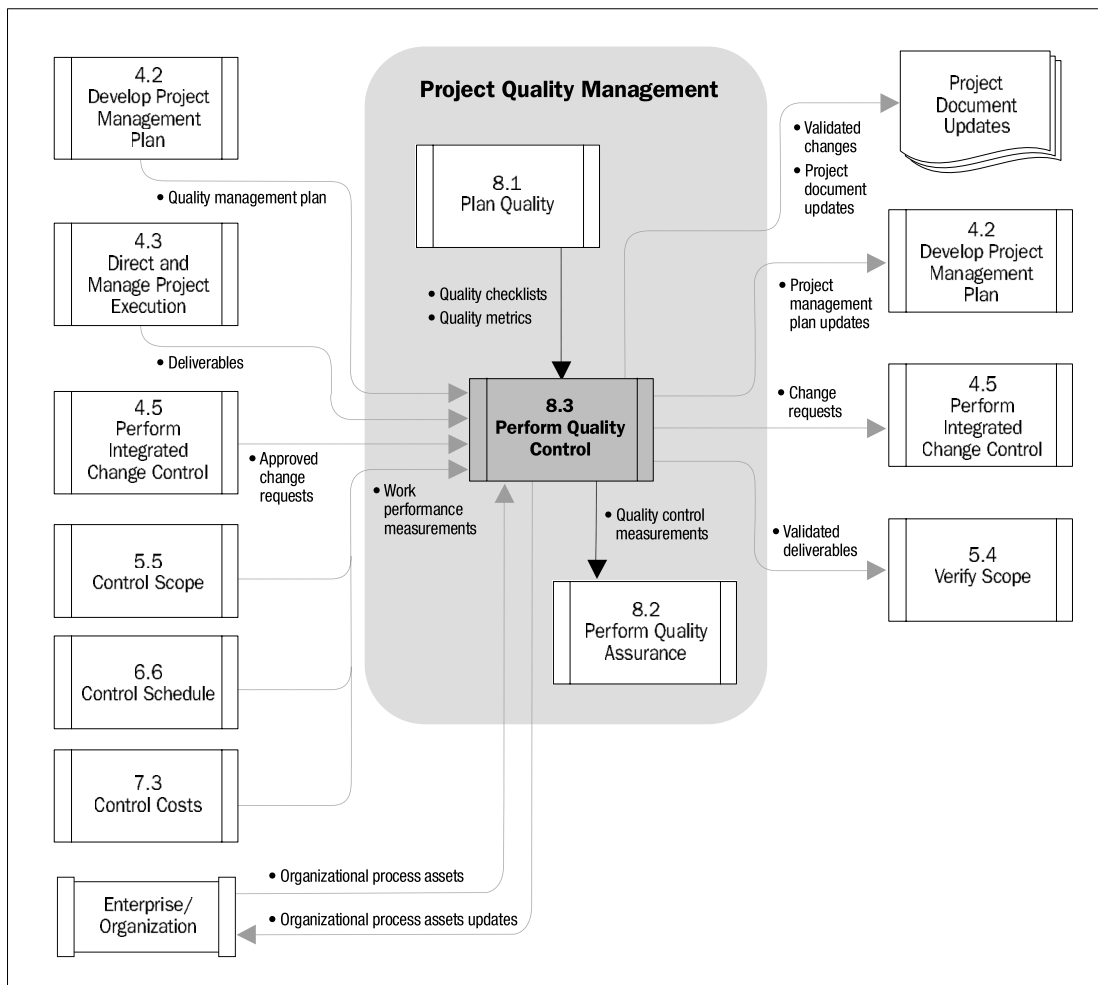 4.2
Develop Project
Management
Plan
• Quality management plan
4.3
Direct and
Manage Project
Execution
• Deliverables
4.5
Perform
Integrated
Change Control
• Approved
change
requests
5.5
Control Scope
6.6
Control Schedule
7.3
Control Costs
Enterprise/
Organization
• Organizational process assets
• Organizational process assets updates
Project Quality Management
8.1
Plan Quality
• Quality checklists
• Quality metrics
8.3
Perform Quality
Control
• Work
performance
measurements
• Quality control
measurements
8.2
Perform Quality
Assurance
• Validated
changes
• Project
document
updates
Project
Document
Updates
• Project
management
plan updates
4.2
Develop Project
Management
Plan
• Change
requests
4.5
Perform
Integrated
Change Control
• Validated
deliverables
5.4
Verify Scope